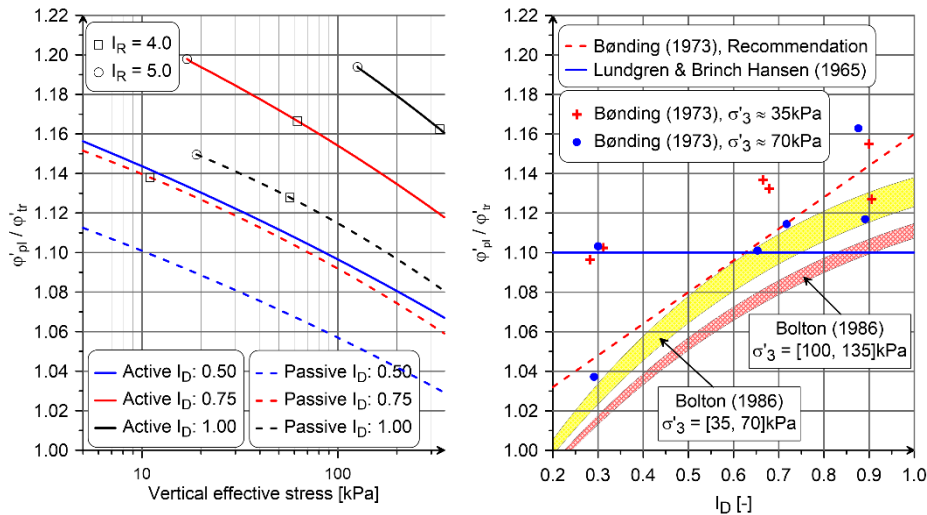 1.22
1.20
1.18
1.16
1.14
1.12
1.10
1.08
1.06
1.04
1.02
1.00
φ'pl / φ'tr
I_R = 4.0
I_R = 5.0
Active I_D: 0.50
Active I_D: 0.75
Active I_D: 1.00
Passive I_D: 0.50
Passive I_D: 0.75
Passive I_D: 1.00
10
100
Vertical effective stress [kPa]
1.22
1.20
1.18
1.16
1.14
1.12
1.10
1.08
1.06
1.04
1.02
1.00
φ'pl / φ'tr
Bønding (1973), Recommendation
Lundgren & Brinch Hansen (1965)
Bønding (1973), σ'3 ≈ 35kPa
Bønding (1973), σ'3 ≈ 70kPa
Bolton (1986)
σ'3 = [100, 135]kPa
Bolton (1986)
σ'3 = [35, 70]kPa
0.2 0.3 0.4 0.5 0.6 0.7 0.8 0.9 1.0
I_D [-]